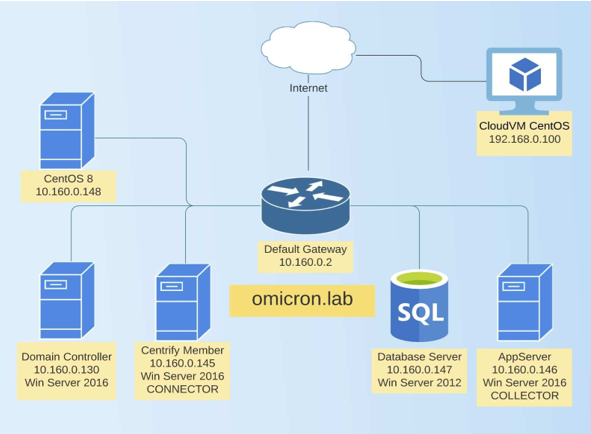 Internet
CloudVM CentOS
192.168.0.100
CentOS 8
10.160.0.148
Default Gateway
10.160.0.2
omicron.lab
Domain Controller
10.160.0.130
Win Server 2016
Centrify Member
10.160.0.145
Win Server 2016
CONNECTOR
SQL
Database Server
10.160.0.147
Win Server 2012
AppServer
10.160.0.146
Win Server 2016
COLLECTOR